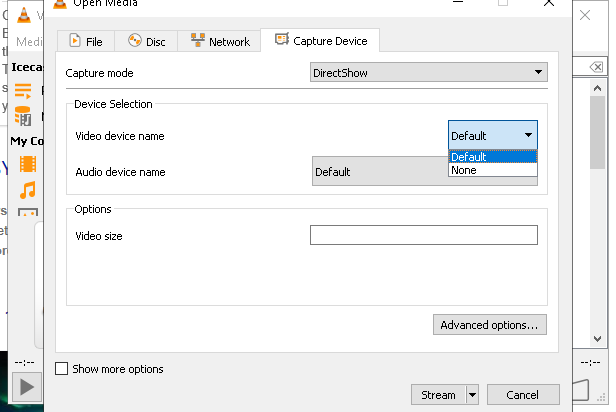 Open Media
Medi
File
Disc
Network
Capture Device
Icecas
Capture mode
DirectShow
Device Selection
My Co
Video device name
Default
Default
None
Audio device name
Default
Options
Video size
Advanced options...
--:--
--:--
Show more options
Stream
Cancel